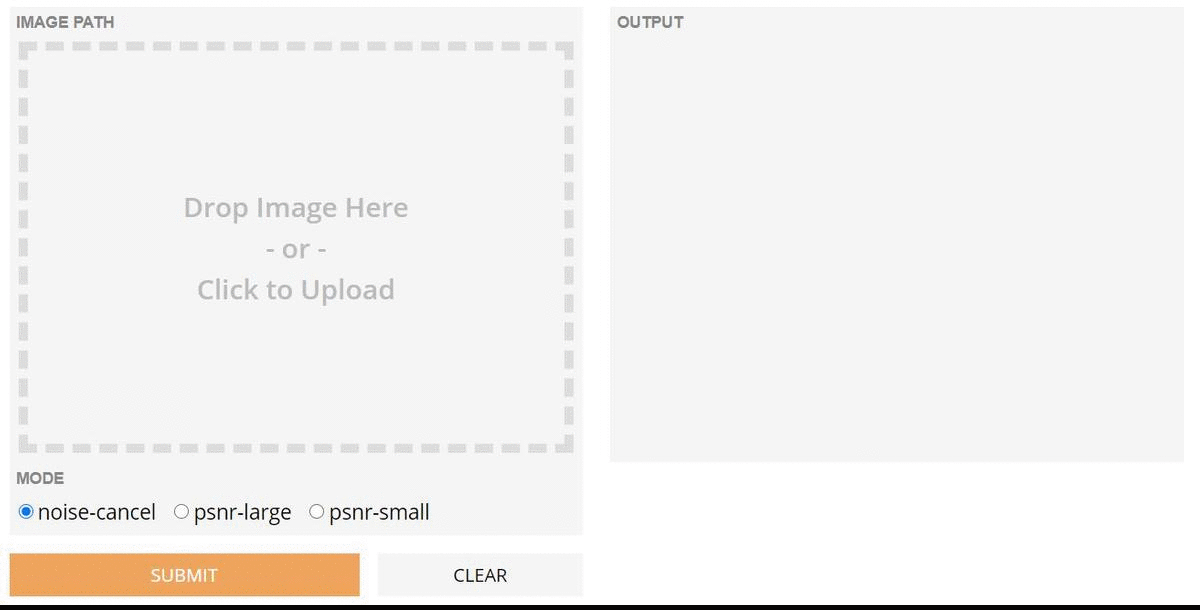 IMAGE PATH
Drop Image Here
- or -
Click to Upload
MODE
noise-cancel psnr-large psnr-small
SUBMIT CLEAR
OUTPUT